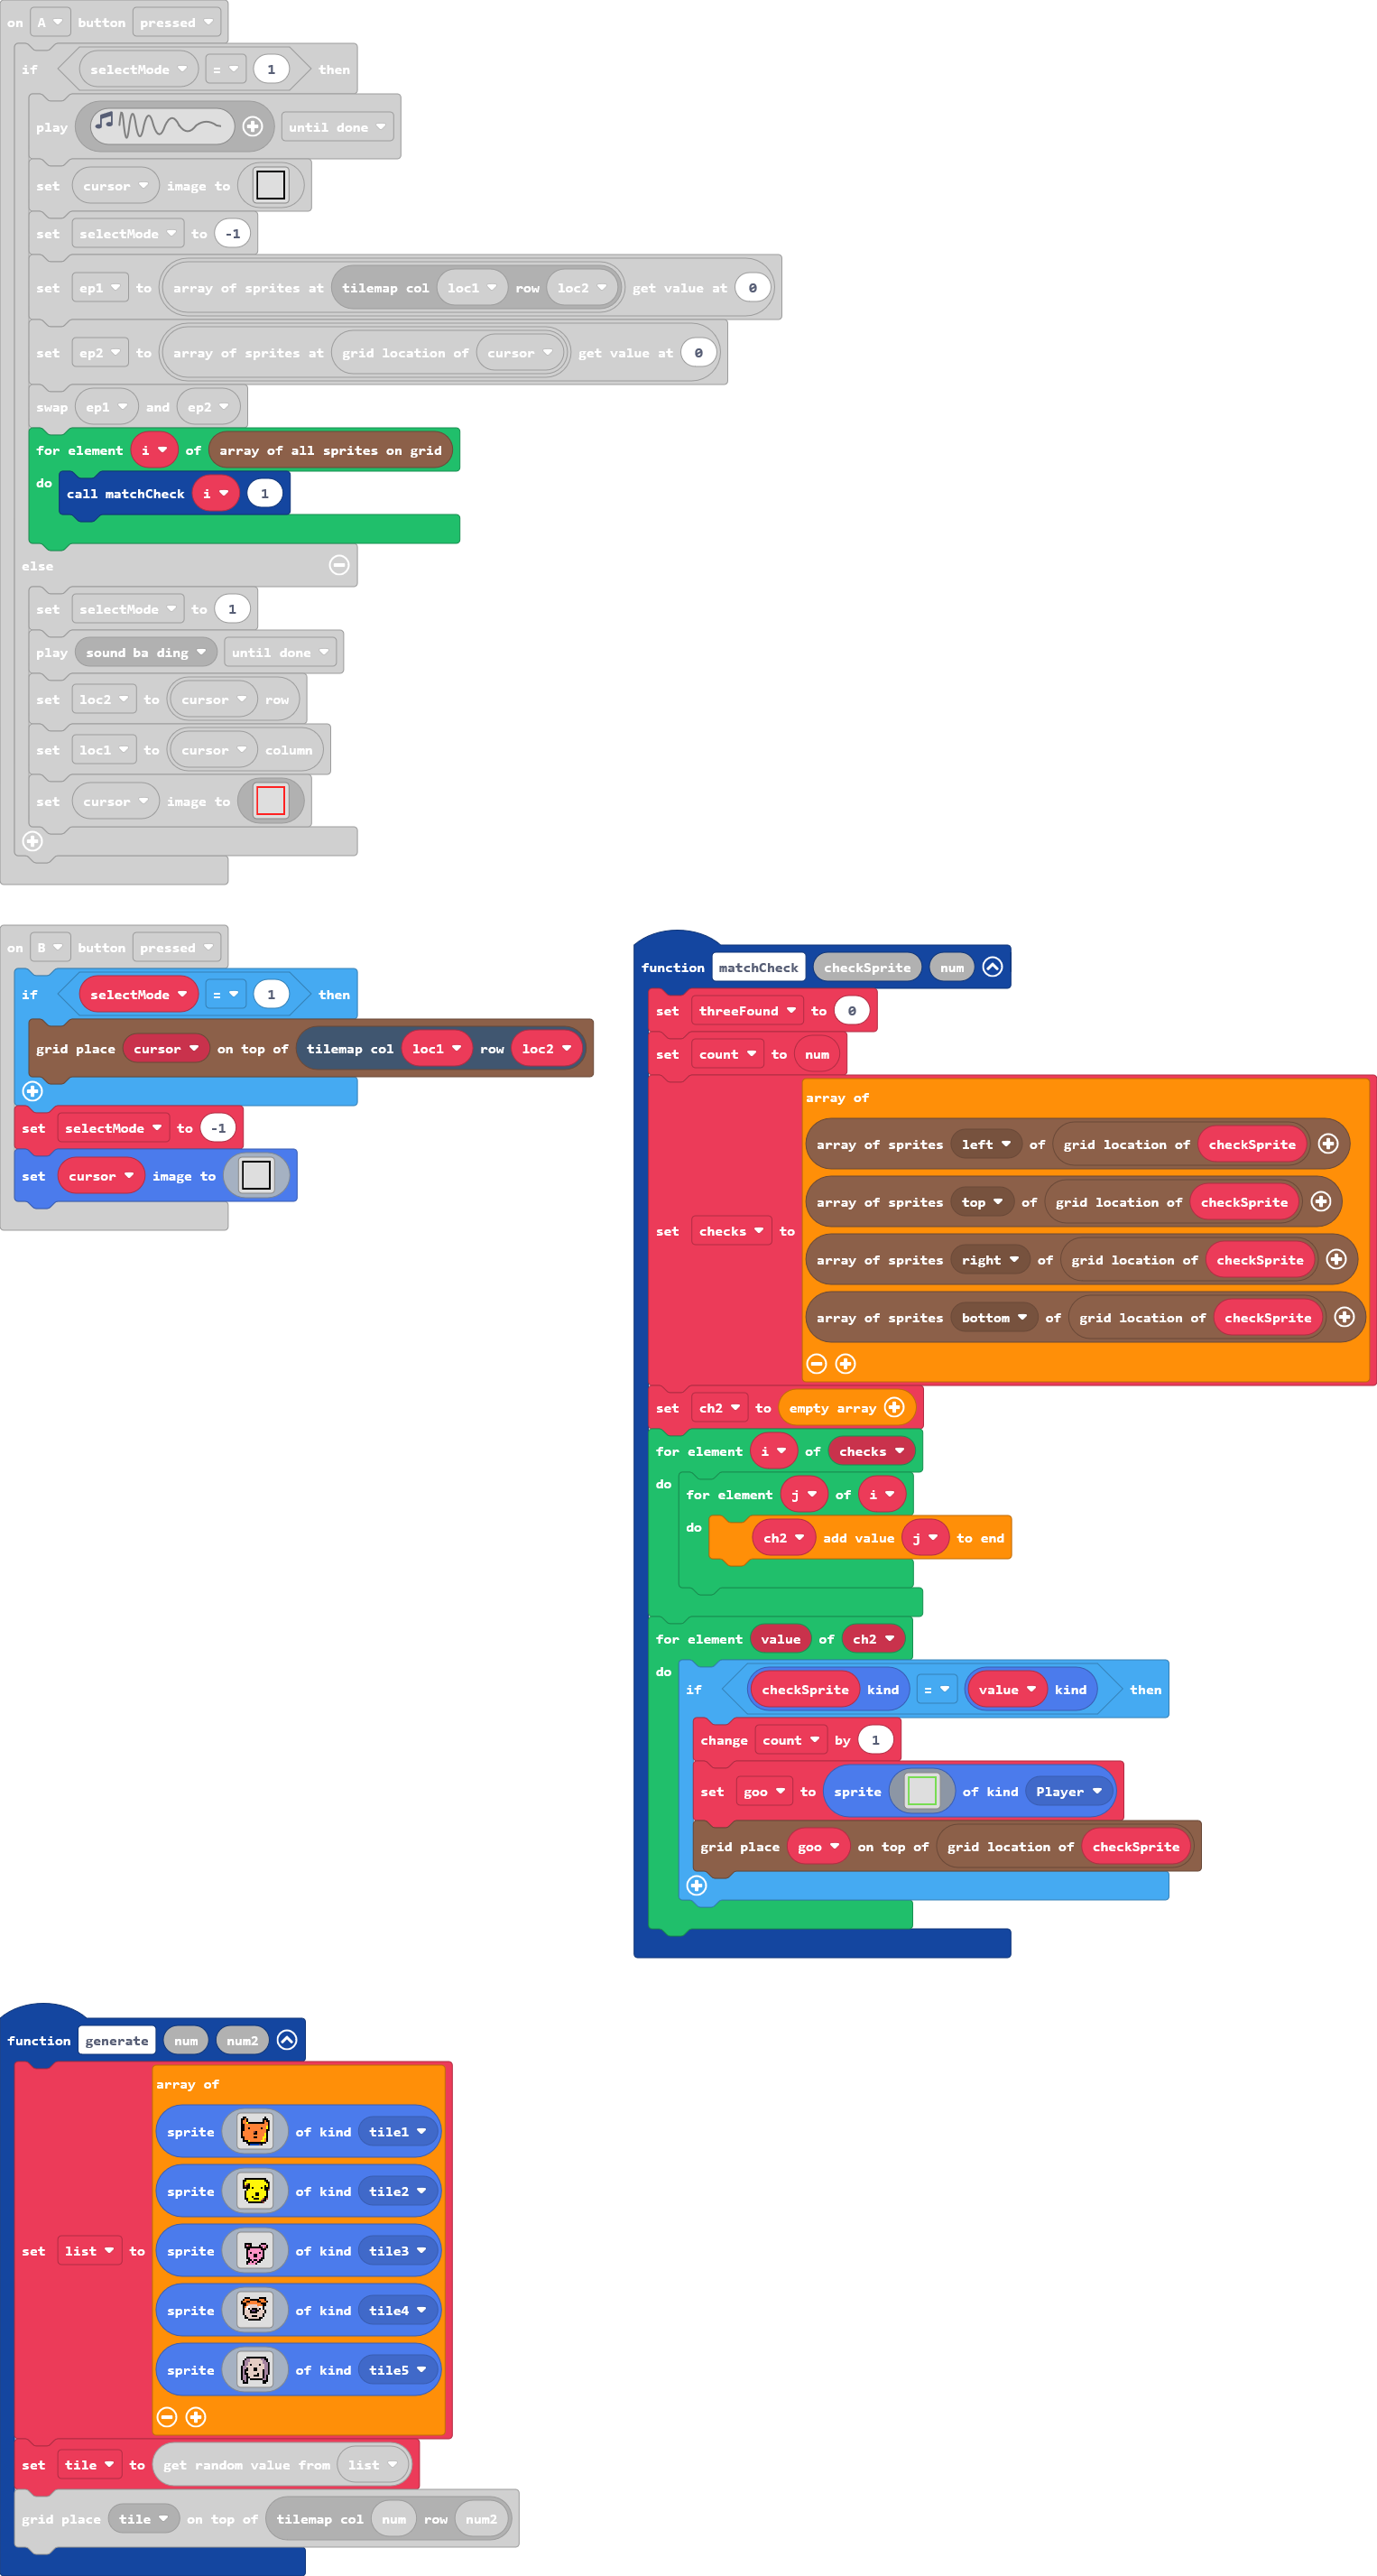 on A button pressed
if selectMode = 1 then
play until done
set cursor image to
set selectMode to -1
set ep1 to array of sprites at tilemap col loc1 row loc2 get value at 0
set ep2 to array of sprites at grid location of cursor get value at 0
swap ep1 and ep2
for element i of array of all sprites on grid
do call matchCheck i 1
else
set selectMode to 1
play sound ba ding until done
set loc2 to cursor row
set loc1 to cursor column
set cursor image to
on B button pressed
if selectMode = 1 then
grid place cursor on top of tilemap col loc1 row loc2
set selectMode to -1
set cursor image to
function matchCheck checkSprite num
set threeFound to 0
set count to num
set checks to array of
array of sprites left of grid location of checkSprite
array of sprites top of grid location of checkSprite
array of sprites right of grid location of checkSprite
array of sprites bottom of grid location of checkSprite
set ch2 to empty array
for element i of checks
do for element j of i
do ch2 add value j to end
for element value of ch2
do if checkSprite kind = value kind then
change count by 1
set goo to sprite of kind Player
grid place goo on top of grid location of checkSprite
function generate num num2
set list to array of
sprite of kind tile1
sprite of kind tile2
sprite of kind tile3
sprite of kind tile4
sprite of kind tile5
set tile to get random value from list
grid place tile on top of tilemap col num row num2